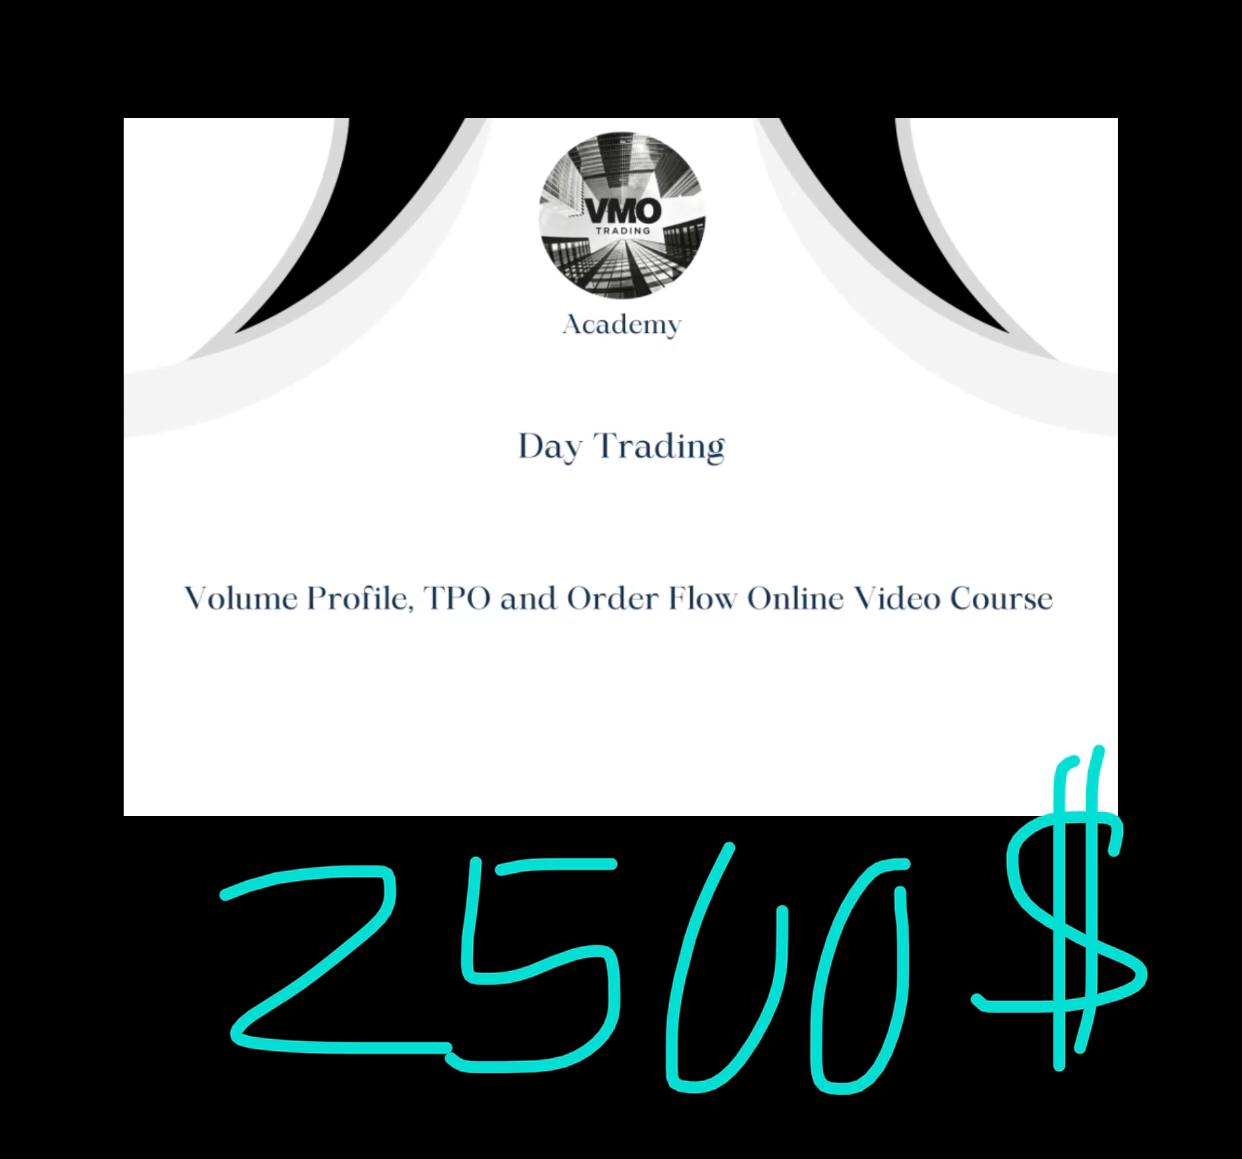 VMO
TRADING
Academy
Day Trading
Volume Profile, TPO and Order Flow Online Video Course
2500 $